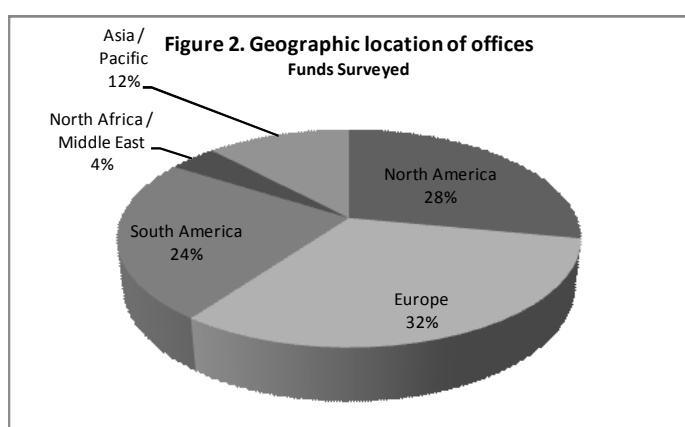 Figure 2. Geographic location of offices
Funds Surveyed
Asia /
Pacific
12%
North Africa /
Middle East
4%
North America
28%
South America
24%
Europe
32%